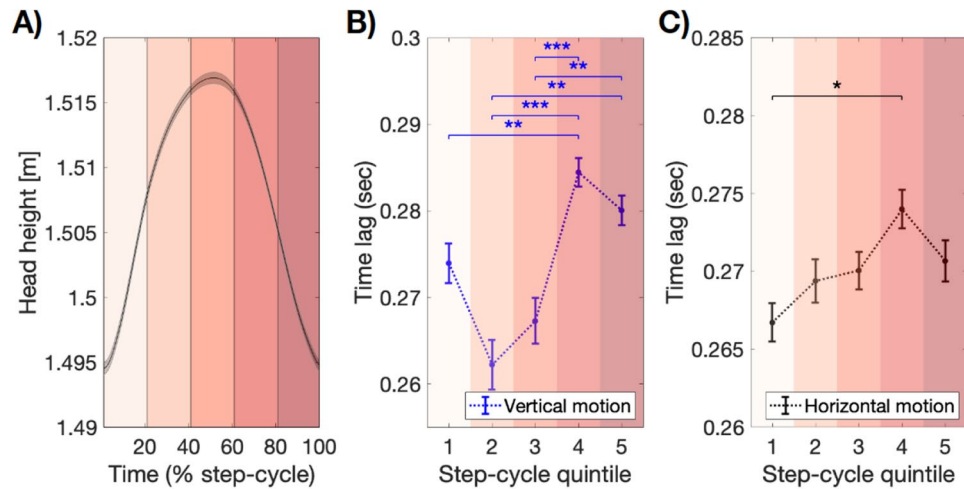 A)
1.52
1.515
1.51
1.505
1.5
1.495
1.49
Head height [m]
20 40 60 80 100
Time (% step-cycle)
B)
0.3
0.29
0.28
0.27
0.26
Time lag (sec)
***
**
**
***
**
Vertical motion
1 2 3 4 5
Step-cycle quintile
C)
0.285
0.28
0.275
0.27
0.265
0.26
Time lag (sec)
*
Horizontal motion
1 2 3 4 5
Step-cycle quintile